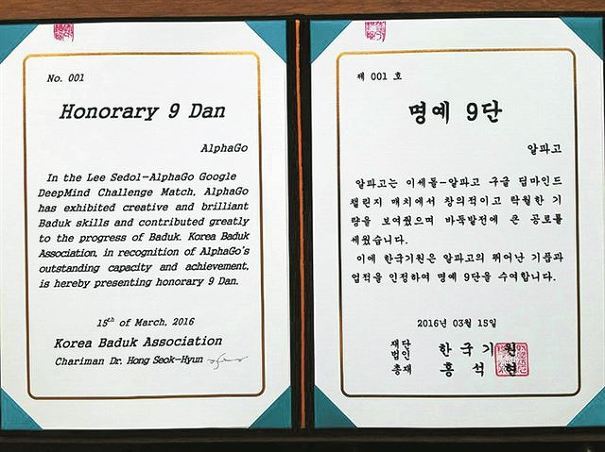 No. 001
Honorary 9 Dan
AlphaGo
In the Lee Sedol-AlphaGo Google
DeepMind Challenge Match, AlphaGo
has exhibited creative and brilliant
Baduk skills and contributed greatly
to the progress of Baduk. Korea Baduk
Association, in recognition of AlphaGo's
outstanding capacity and achievement,
is hereby presenting honorary 9 Dan.
15th of March, 2016
Korea Baduk Association
Chariman Dr. Hong Seok-Hyun
제 001 호
명예 9단
알파고
알파고는 이세돌-알파고 구글 딥마인드
챌린지 매치에서 창의적이고 탁월한 기
량을 보여줬으며 바둑발전에 큰 공로를
세웠습니다.
이에 한국기원은 알파고의 뛰어난 기품과
업적을 인정하여 명예 9단을 수여합니다.
2016년 03월 15일
재단법인 한국기원
총재 홍석현